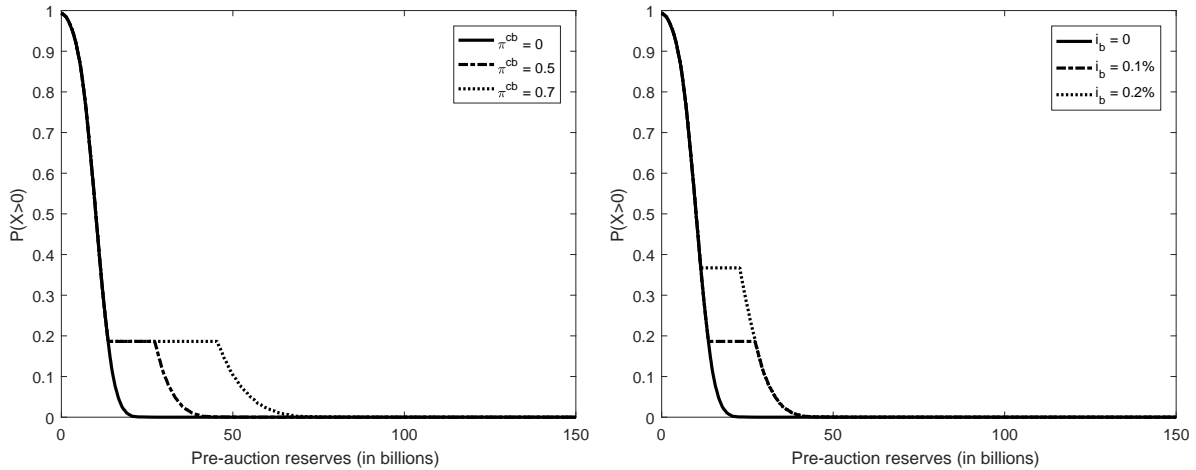 1
0.9
0.8
0.7
0.6
0.5
0.4
0.3
0.2
0.1
0
P(X>0)
π^cb = 0
π^cb = 0.5
π^cb = 0.7
0 50 100 150
Pre-auction reserves (in billions)
1
0.9
0.8
0.7
0.6
0.5
0.4
0.3
0.2
0.1
0
P(X>0)
i_b = 0
i_b = 0.1%
i_b = 0.2%
0 50 100 150
Pre-auction reserves (in billions)